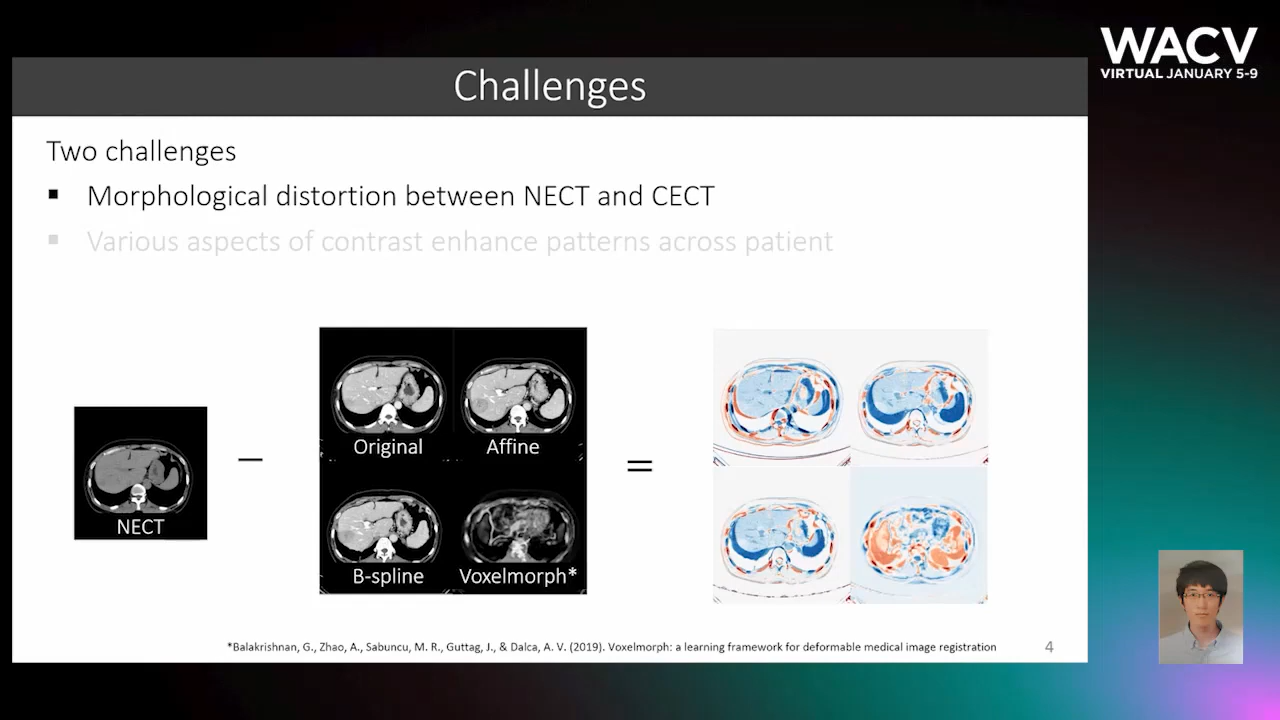 WACV
VIRTUAL JANUARY 5-9
Challenges
Two challenges
▪ Morphological distortion between NECT and CECT
▪ Various aspects of contrast enhance patterns across patient
Original
Affine
NECT
−
=
B-spline
Voxelmorph*
*Balakrishnan, G., Zhao, A., Sabuncu, M. R., Guttag, J., & Dalca, A. V. (2019). Voxelmorph: a learning framework for deformable medical image registration
4